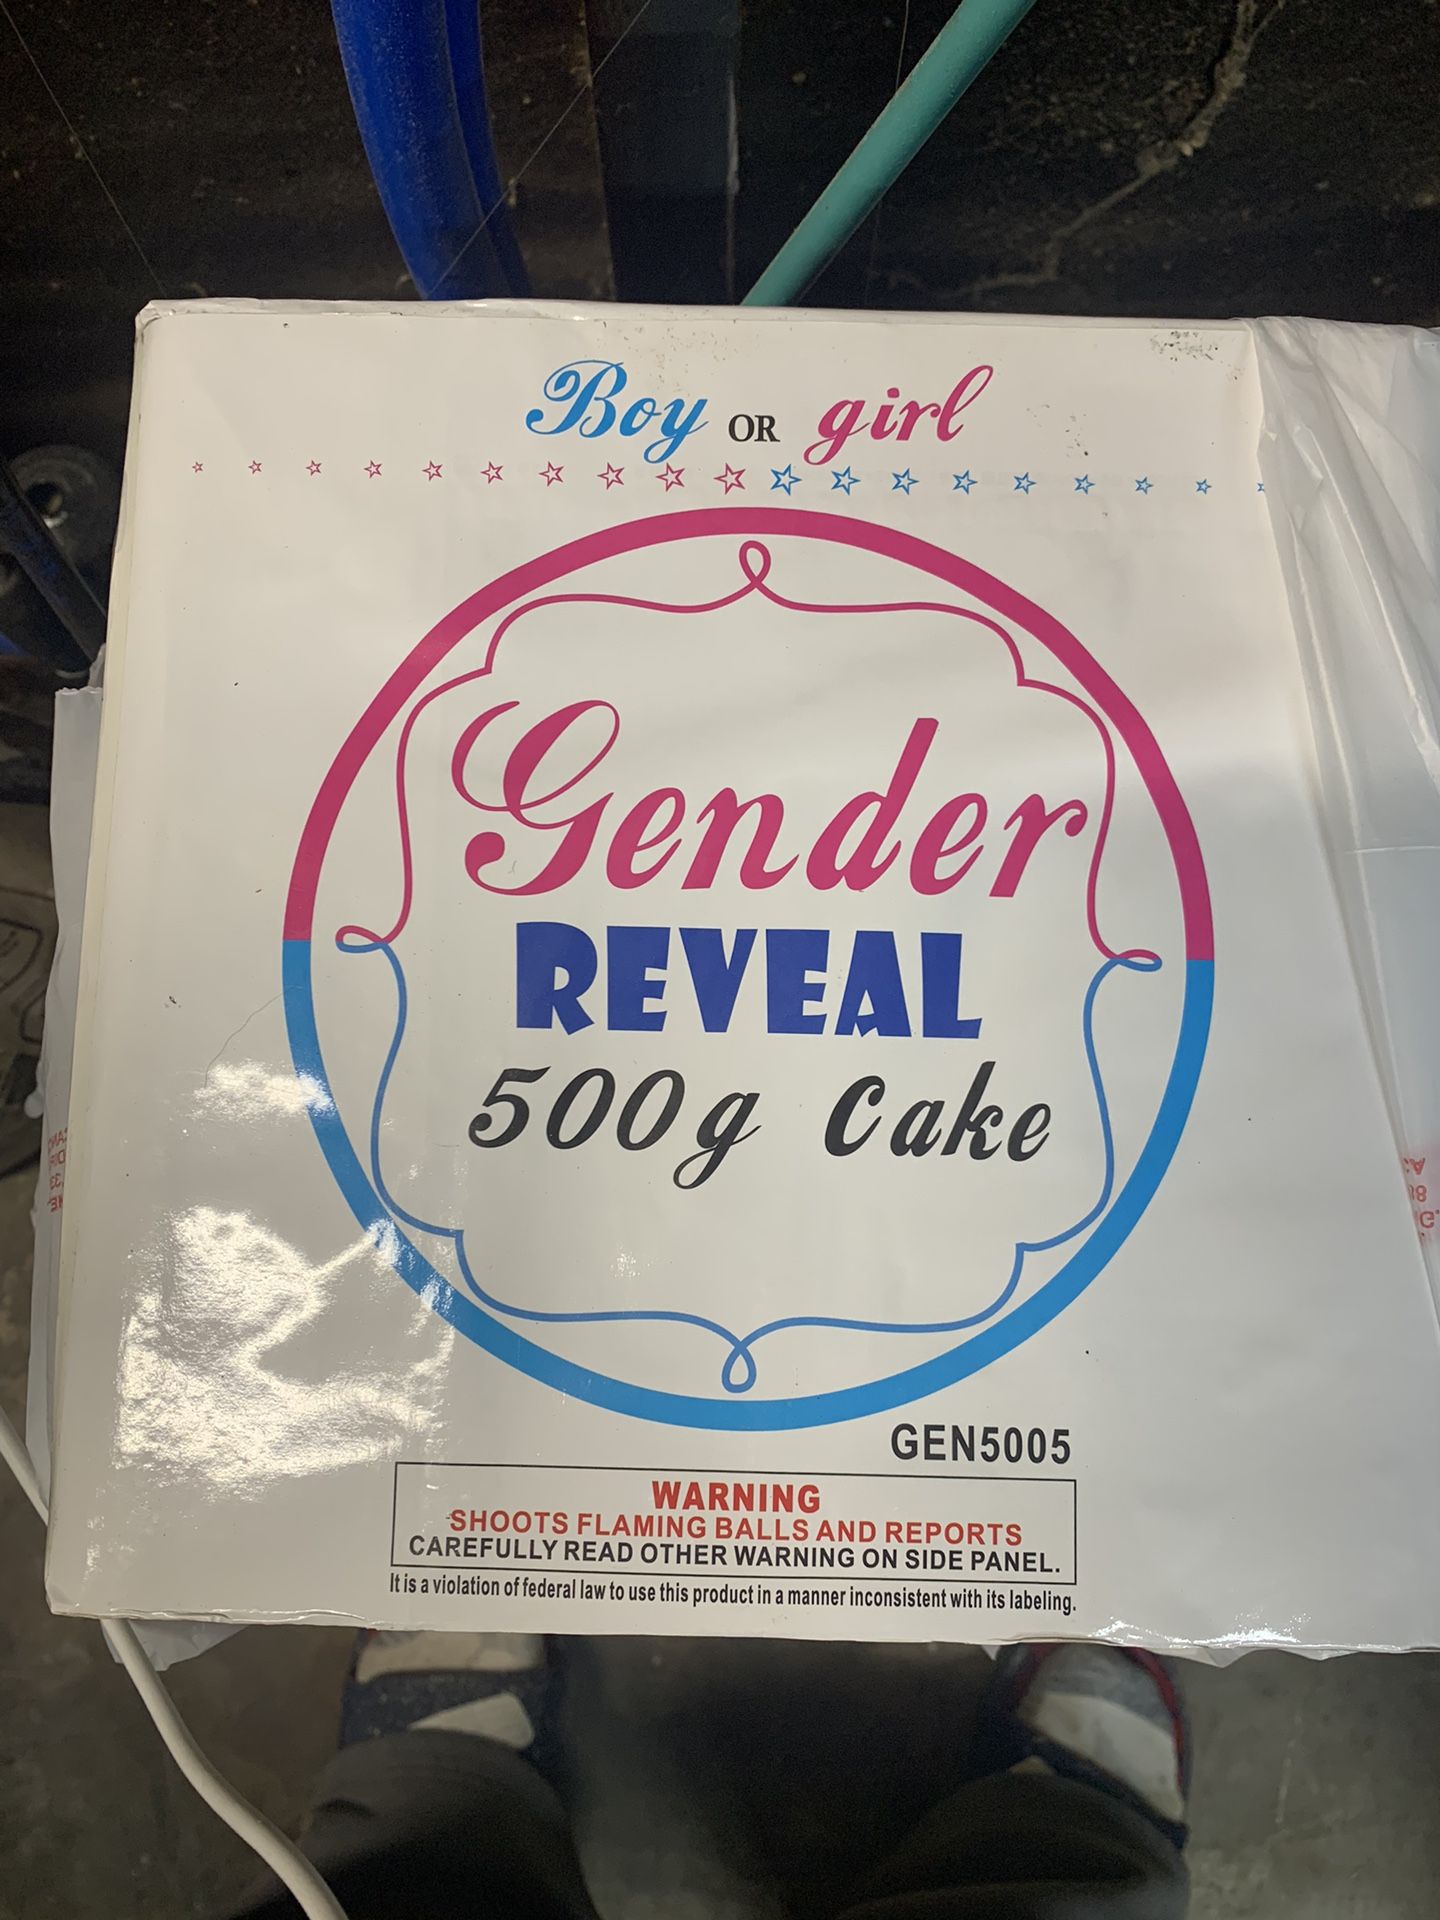 Boy OR girl
Gender
REVEAL
500g Cake
GEN5005
WARNING
SHOOTS FLAMING BALLS AND REPORTS
CAREFULLY READ OTHER WARNING ON SIDE PANEL.
It is a violation of federal law to use this product in a manner inconsistent with its labeling.